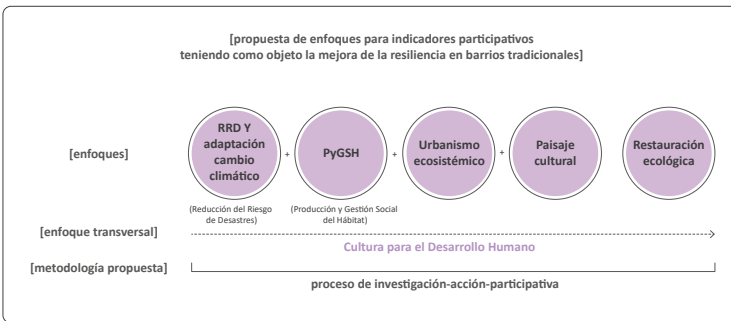 [propuesta de enfoques para indicadores participativos
teniendo como objeto la mejora de la resiliencia en barrios tradicionales]
[enfoques]
RRD Y
adaptación
cambio
climático
+
PyGSH
+
Urbanismo
ecosistémico
+
Paisaje
cultural
Restauración
ecológica
(Reducción del Riesgo
de Desastres)
(Producción y Gestión Social
del Hábitat)
[enfoque transversal]
Cultura para el Desarrollo Humano
[metodología propuesta]
proceso de investigación-acción-participativa